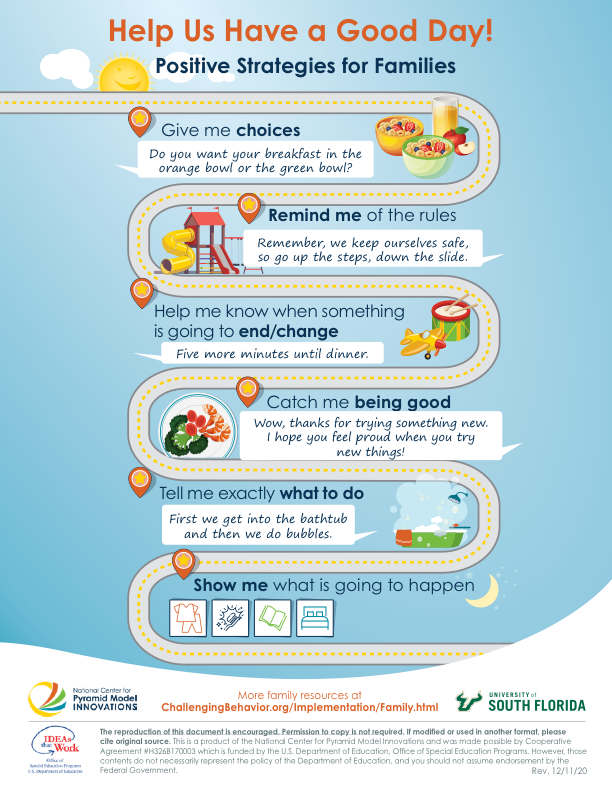 Help Us Have a Good Day!
Positive Strategies for Families
Give me choices
Do you want your breakfast in the
orange bowl or the green bowl?
Remind me of the rules
Remember, we keep ourselves safe,
so go up the steps, down the slide.
Help me know when something
is going to end/change
Five more minutes until dinner.
Catch me being good
Wow, thanks for trying something new.
I hope you feel proud when you try
new things!
Tell me exactly what to do
First we get into the bathtub
and then we do bubbles.
Show me what is going to happen
National Center for
Pyramid Model
INNOVATIONS
More family resources at
ChallengingBehavior.org/Implementation/Family.html
UNIVERSITY of
SOUTH FLORIDA
IDEAs
that Work
Office of
Special Education Programs
U.S. Department of Education
The reproduction of this document is encouraged. Permission to copy is not required. If modified or used in another format, please
cite original source. This is a product of the National Center for Pyramid Model Innovations and was made possible by Cooperative
Agreement #H326B170003 which is funded by the U.S. Department of Education, Office of Special Education Programs. However, those
contents do not necessarily represent the policy of the Department of Education, and you should not assume endorsement by the
Federal Government.
Rev. 12/11/20